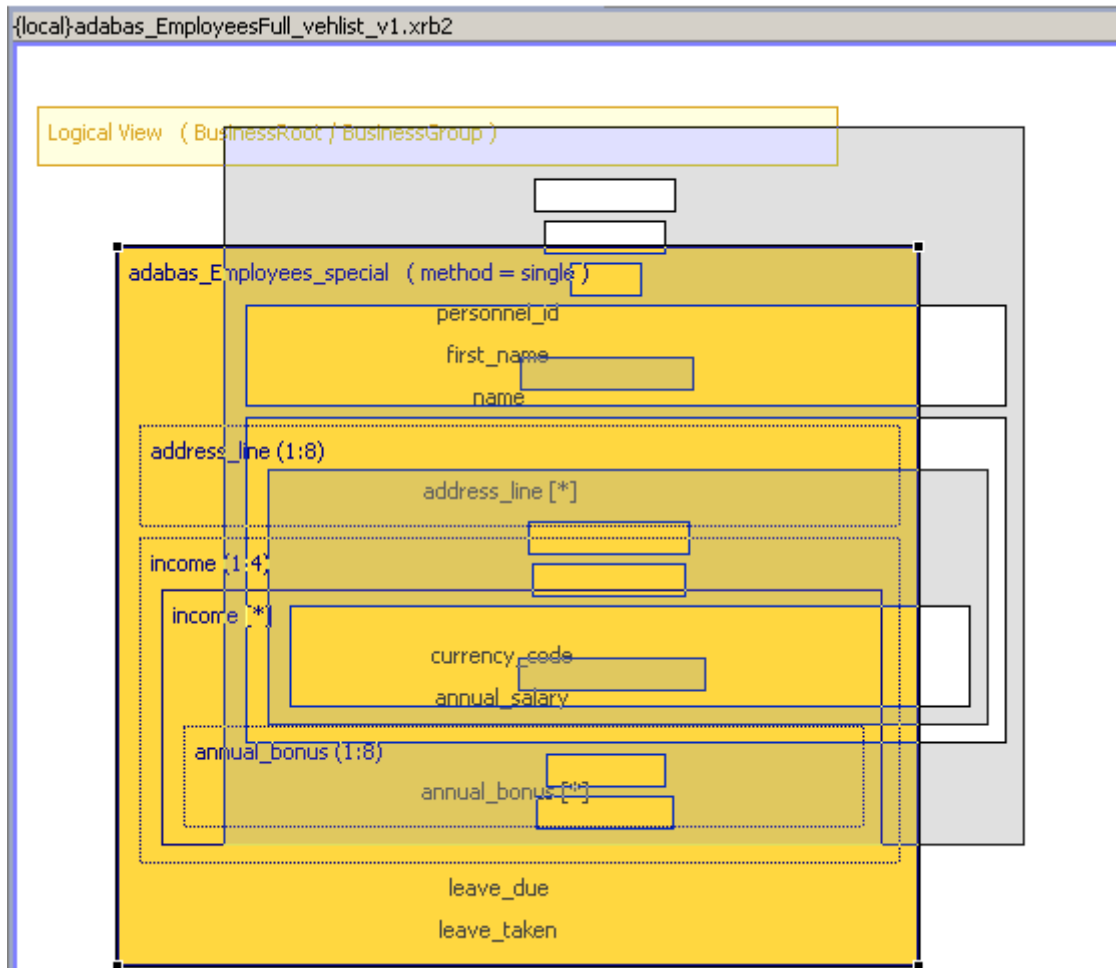 {local}adabas_EmployeesFull_vehlist_v1.xrb2
Logical View ( BusinessRoot / BusinessGroup )
adabas_Employees_special ( method = single )
personnel_id
first_name
name
address_line (1:8)
address_line [*]
income (1:4)
income [*]
currency_code
annual_salary
annual_bonus (1:8)
annual_bonus [*]
leave_due
leave_taken